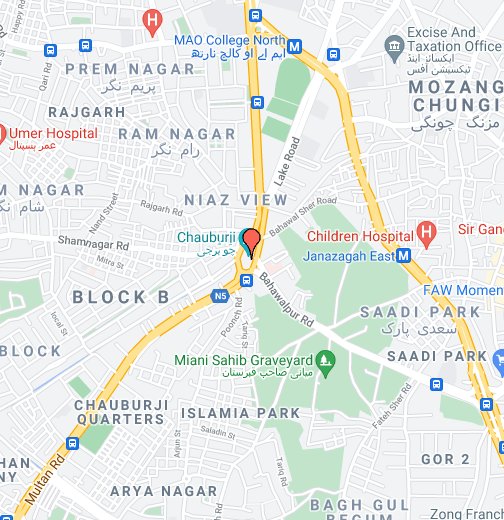 Happy Rd
H
Excise And
Taxation Office
ایکسائز اینڈ
ٹیکسیشن آفس
MAO College North
ایم اے او کالج نارتھ
M
Qari Rd
PREM NAGAR
پریم نگر
MOZANG
CHUNGI
مزنگ چونگی
RAJGARH
Umer Hospital
عمر ہسپتال
RAM NAGAR
رام نگر
Lake Road
AM NAGAR
شام نگر
Nand Street
NIAZ VIEW
Rajgarh Rd
Bahawal Sher Road
Chauburji
چوبرجی
Children Hospital
H
Sir Gan
Shamnagar Rd
Janazagah East
M
Mitra St
Bahawalpur Rd
FAW Momen
BLOCK B
N5
Poonch Rd
SAADI PARK
سعدی پارک
BLOCK
Sanda St
Miani Sahib Graveyard
میانی صاحب قبرستان
SAADI PARK
CHAUBURJI
QUARTERS
ISLAMIA PARK
Fateh Sher Rd
Saladin St
Arjun St
Tariq Rd
GOR 2
HAN
NY
Multan Rd
ARYA NAGAR
BAGH GUL
BEGUM
Zong Franch